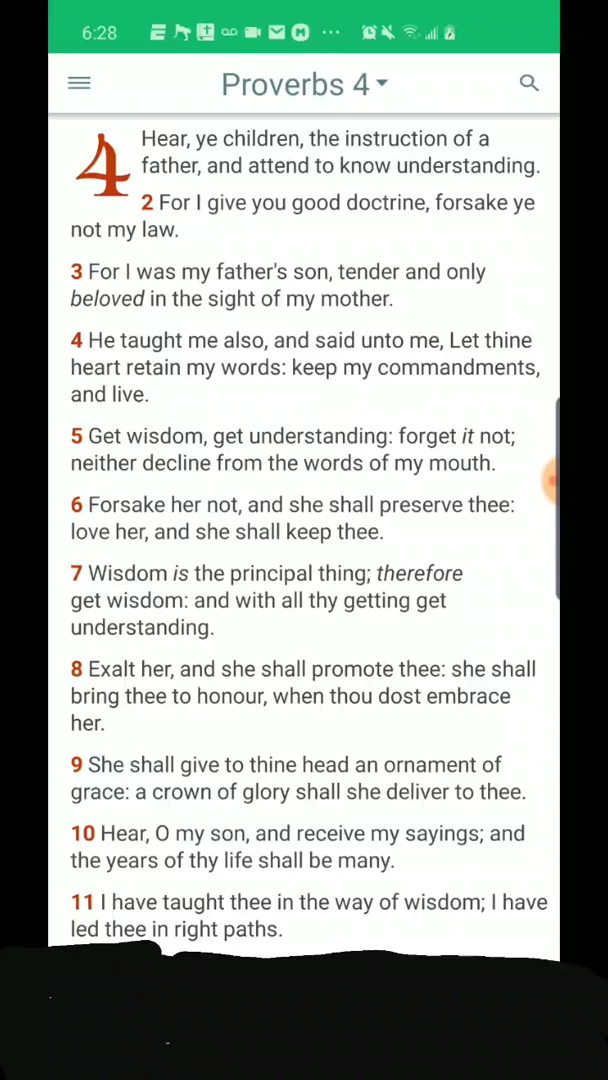 6:28
Proverbs 4
4 Hear, ye children, the instruction of a
father, and attend to know understanding.
2 For I give you good doctrine, forsake ye
not my law.
3 For I was my father's son, tender and only
beloved in the sight of my mother.
4 He taught me also, and said unto me, Let thine
heart retain my words: keep my commandments,
and live.
5 Get wisdom, get understanding: forget it not;
neither decline from the words of my mouth.
6 Forsake her not, and she shall preserve thee:
love her, and she shall keep thee.
7 Wisdom is the principal thing; therefore
get wisdom: and with all thy getting get
understanding.
8 Exalt her, and she shall promote thee: she shall
bring thee to honour, when thou dost embrace
her.
9 She shall give to thine head an ornament of
grace: a crown of glory shall she deliver to thee.
10 Hear, O my son, and receive my sayings; and
the years of thy life shall be many.
11 I have taught thee in the way of wisdom; I have
led thee in right paths.